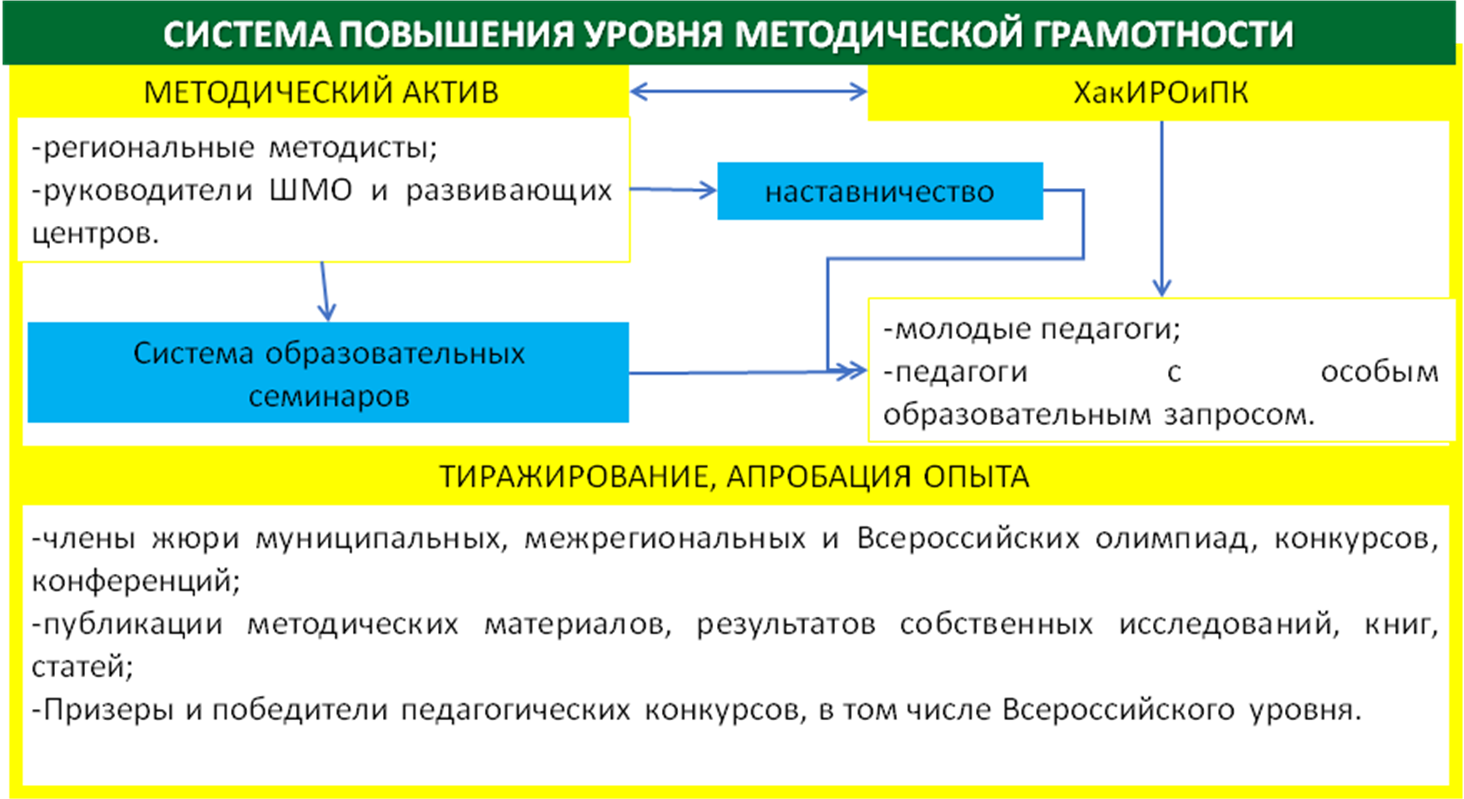 СИСТЕМА ПОВЫШЕНИЯ УРОВНЯ МЕТОДИЧЕСКОЙ ГРАМОТНОСТИ
МЕТОДИЧЕСКИЙ АКТИВ
ХакИРОиПК
-региональные методисты;
-руководители ШМО и развивающих
центров.
наставничество
Система образовательных
семинаров
-молодые педагоги;
-педагоги с особым
образовательным запросом.
ТИРАЖИРОВАНИЕ, АПРОБАЦИЯ ОПЫТА
-члены жюри муниципальных, межрегиональных и Всероссийских олимпиад, конкурсов,
конференций;
-публикации методических материалов, результатов собственных исследований, книг,
статей;
-Призеры и победители педагогических конкурсов, в том числе Всероссийского уровня.